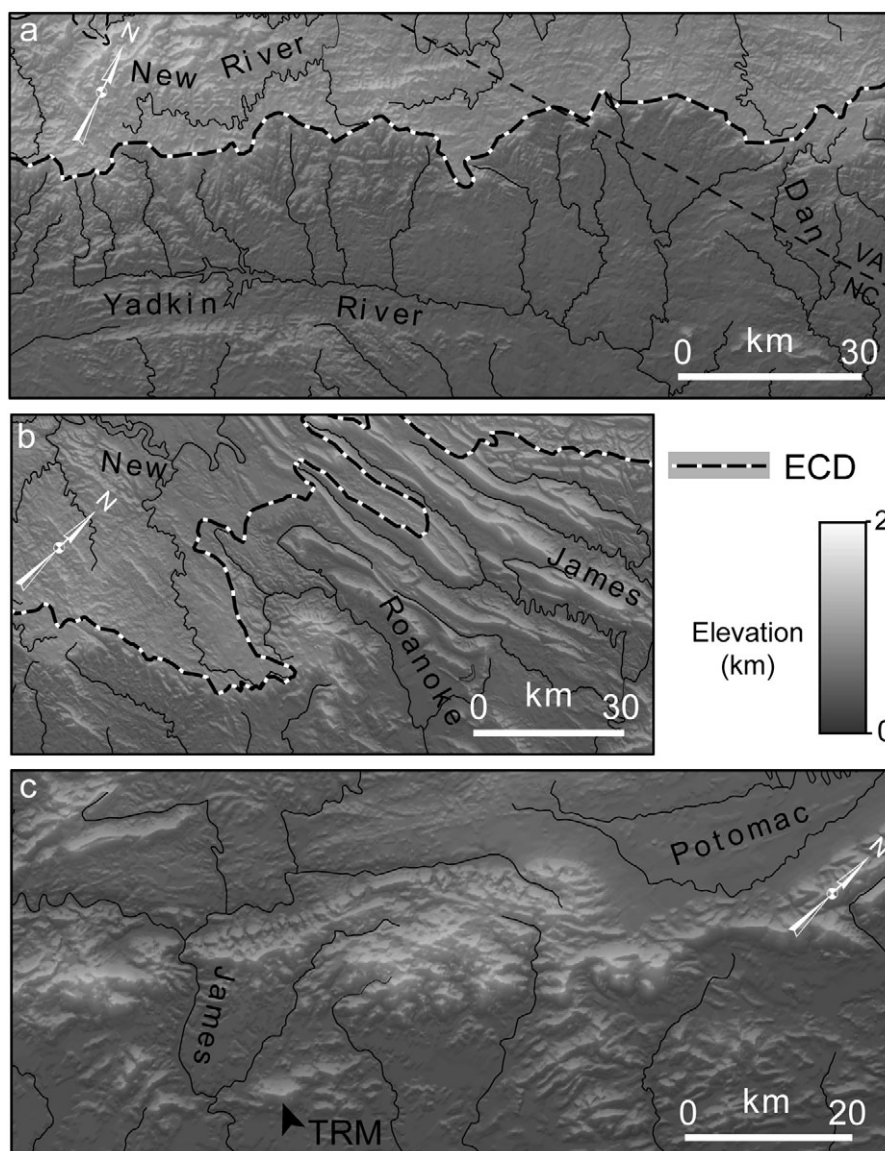 a
N
New River
Dan
VA
NC
Yadkin River
km
0 30
b
New
N
James
Roanoke
km
0 30
ECD
2
Elevation
(km)
0
c
Potomac
N
James
TRM
km
0 20